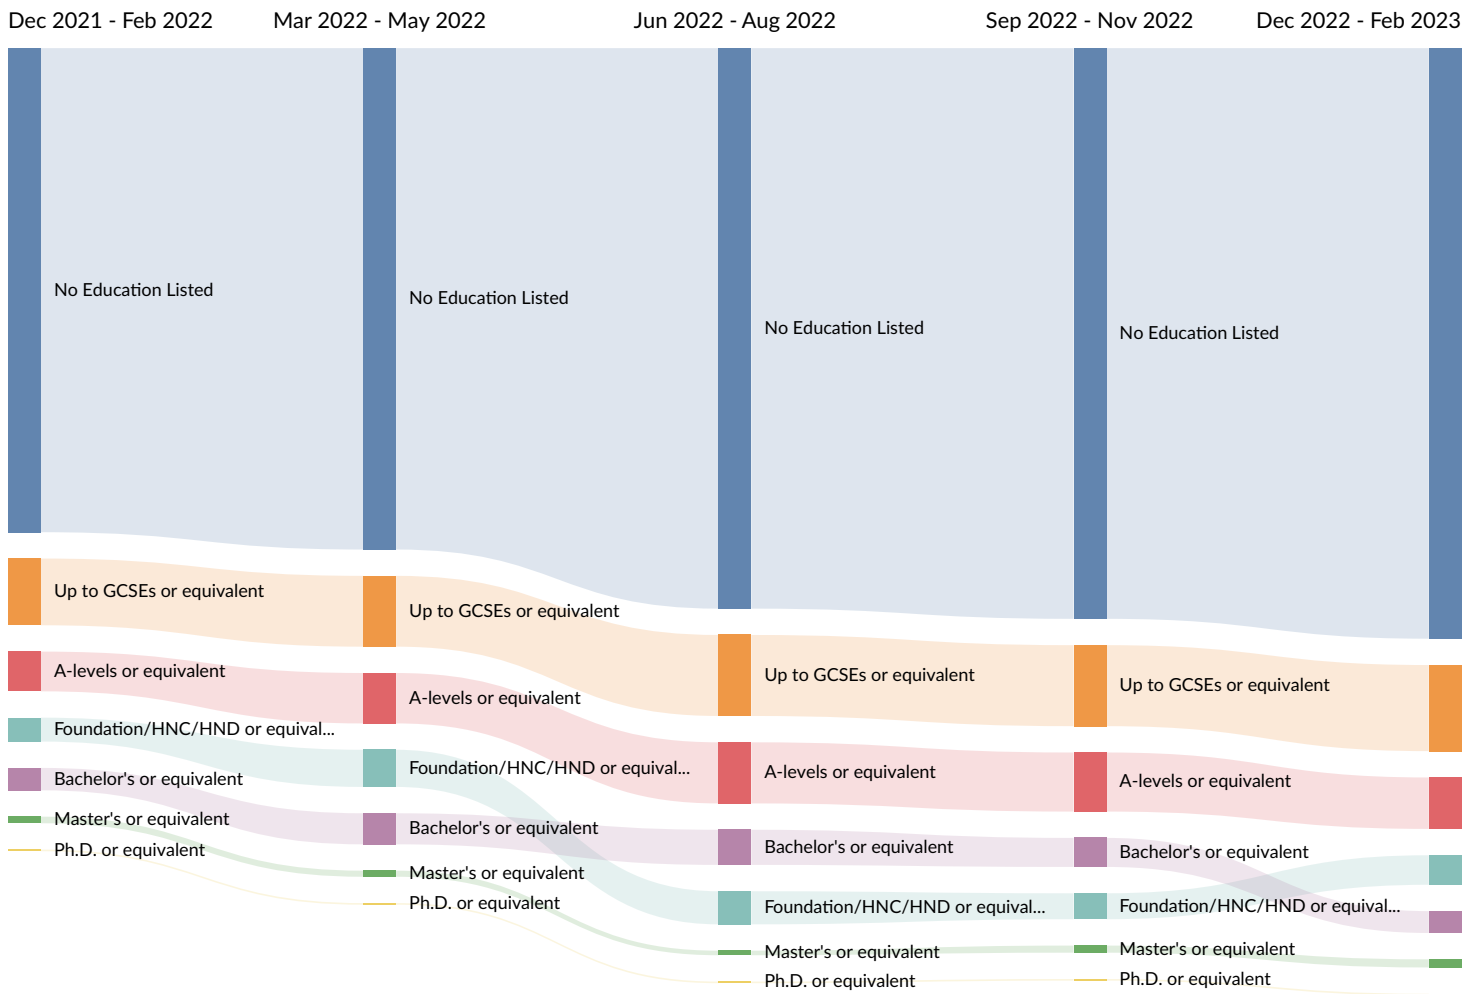 Dec 2021 - Feb 2022
Mar 2022 - May 2022
Jun 2022 - Aug 2022
Sep 2022 - Nov 2022
Dec 2022 - Feb 2023
No Education Listed
Up to GCSEs or equivalent
A-levels or equivalent
Foundation/HNC/HND or equival...
Bachelor's or equivalent
Master's or equivalent
Ph.D. or equivalent
No Education Listed
Up to GCSEs or equivalent
A-levels or equivalent
Foundation/HNC/HND or equival...
Bachelor's or equivalent
Master's or equivalent
Ph.D. or equivalent
No Education Listed
Up to GCSEs or equivalent
A-levels or equivalent
Bachelor's or equivalent
Foundation/HNC/HND or equival...
Master's or equivalent
Ph.D. or equivalent
No Education Listed
Up to GCSEs or equivalent
A-levels or equivalent
Bachelor's or equivalent
Foundation/HNC/HND or equival...
Master's or equivalent
Ph.D. or equivalent